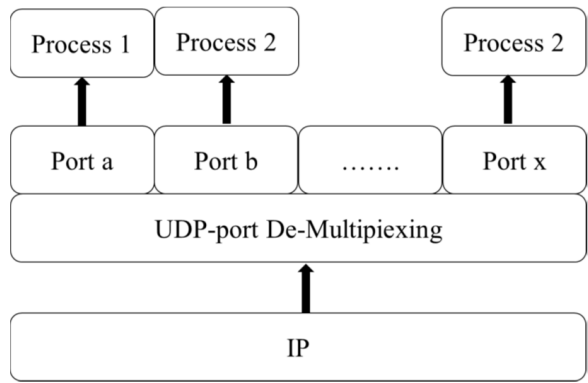 Process 1
Process 2
Process 2
Port a
Port b
.......
Port x
UDP-port De-Multipiexing
IP